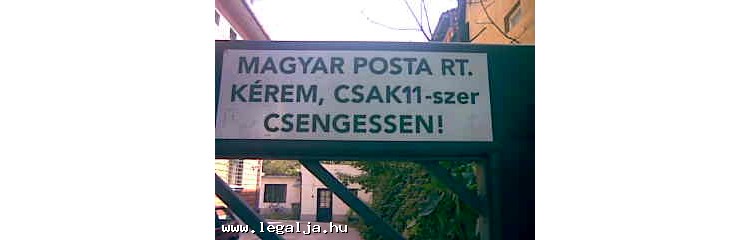 MAGYAR POSTA RT.
KÉREM, CSAK11-szer
CSENGESSEN!
www.legalja.hu